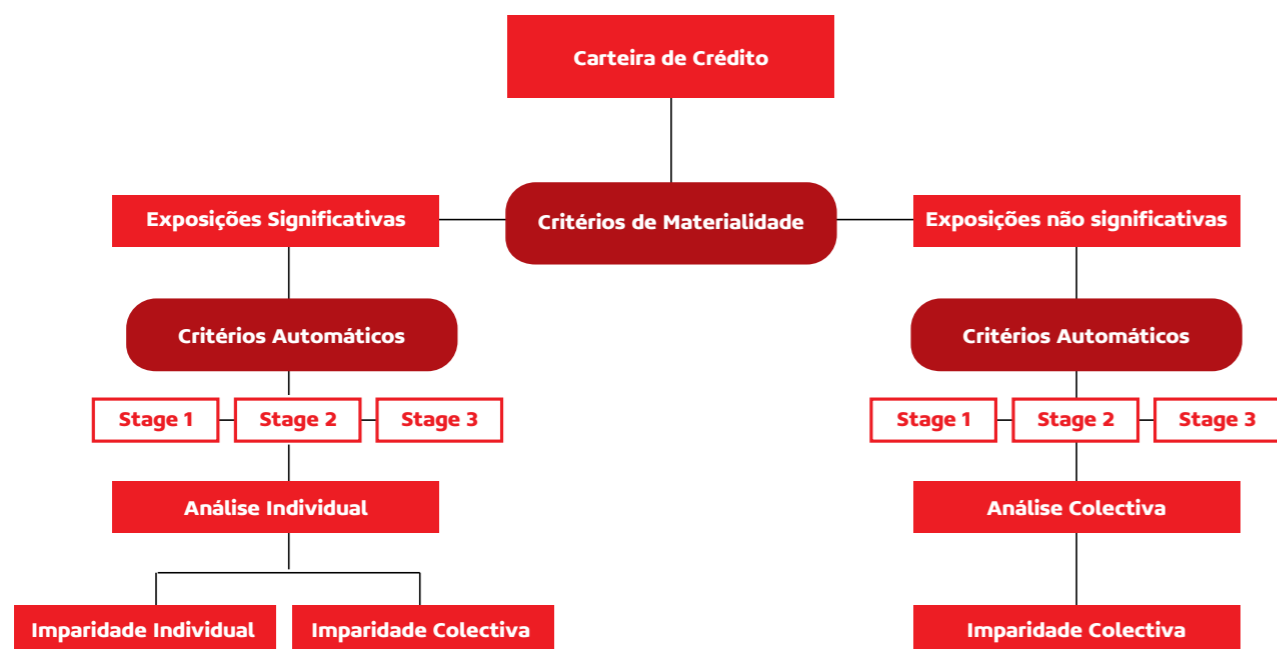 Carteira de Crédito
Exposições Significativas
Critérios de Materialidade
Exposições não significativas
Critérios Automáticos
Critérios Automáticos
Stage 1
Stage 2
Stage 3
Stage 1
Stage 2
Stage 3
Análise Individual
Análise Colectiva
Imparidade Individual
Imparidade Colectiva
Imparidade Colectiva